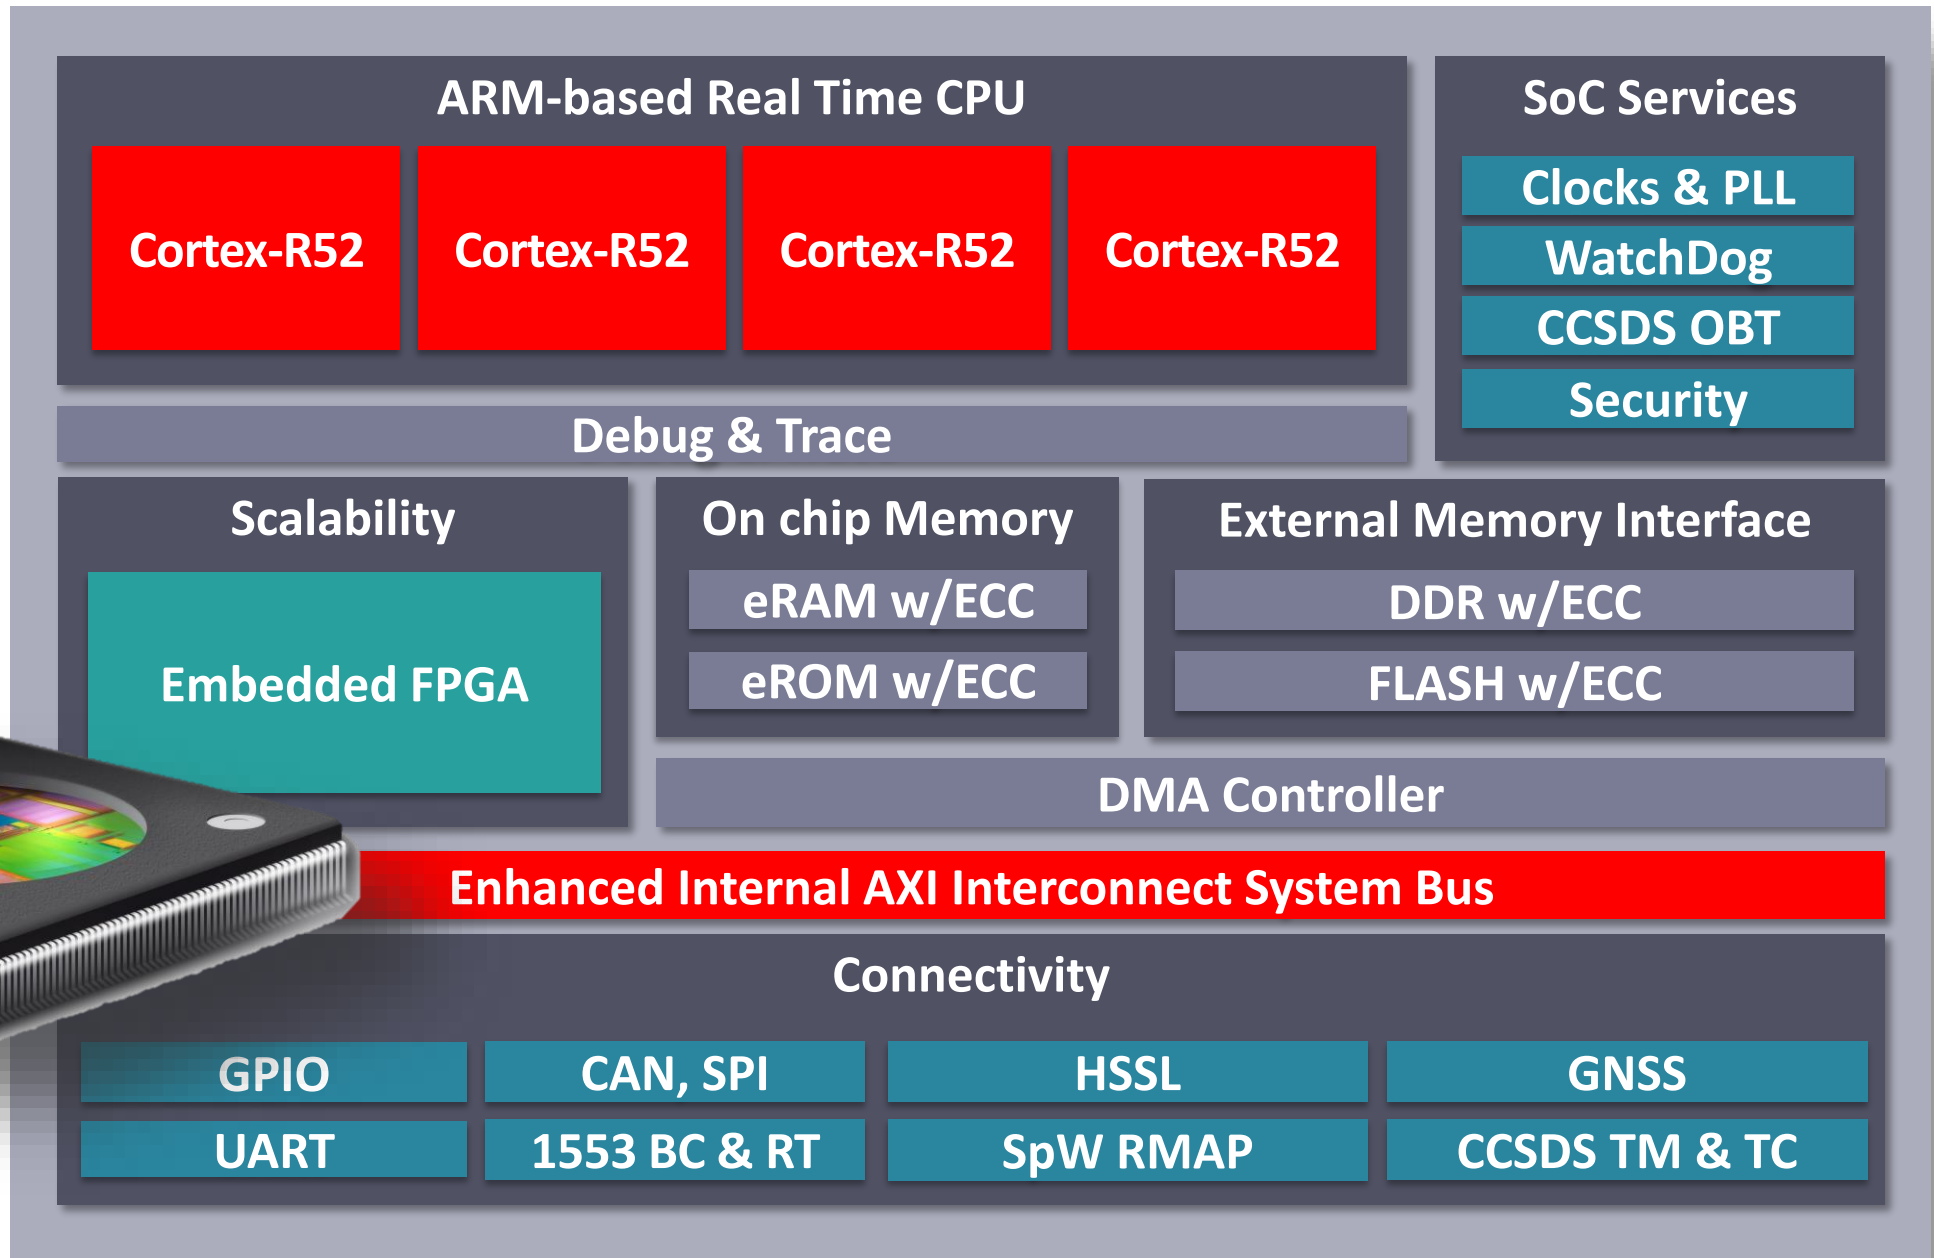 ARM-based Real Time CPU
Cortex-R52
Cortex-R52
Cortex-R52
Cortex-R52
SoC Services
Clocks & PLL
WatchDog
CCSDS OBT
Security
Debug & Trace
Scalability
Embedded FPGA
On chip Memory
eRAM w/ECC
eROM w/ECC
External Memory Interface
DDR w/ECC
FLASH w/ECC
DMA Controller
Enhanced Internal AXI Interconnect System Bus
Connectivity
GPIO
CAN, SPI
HSSL
GNSS
UART
1553 BC & RT
SpW RMAP
CCSDS TM & TC